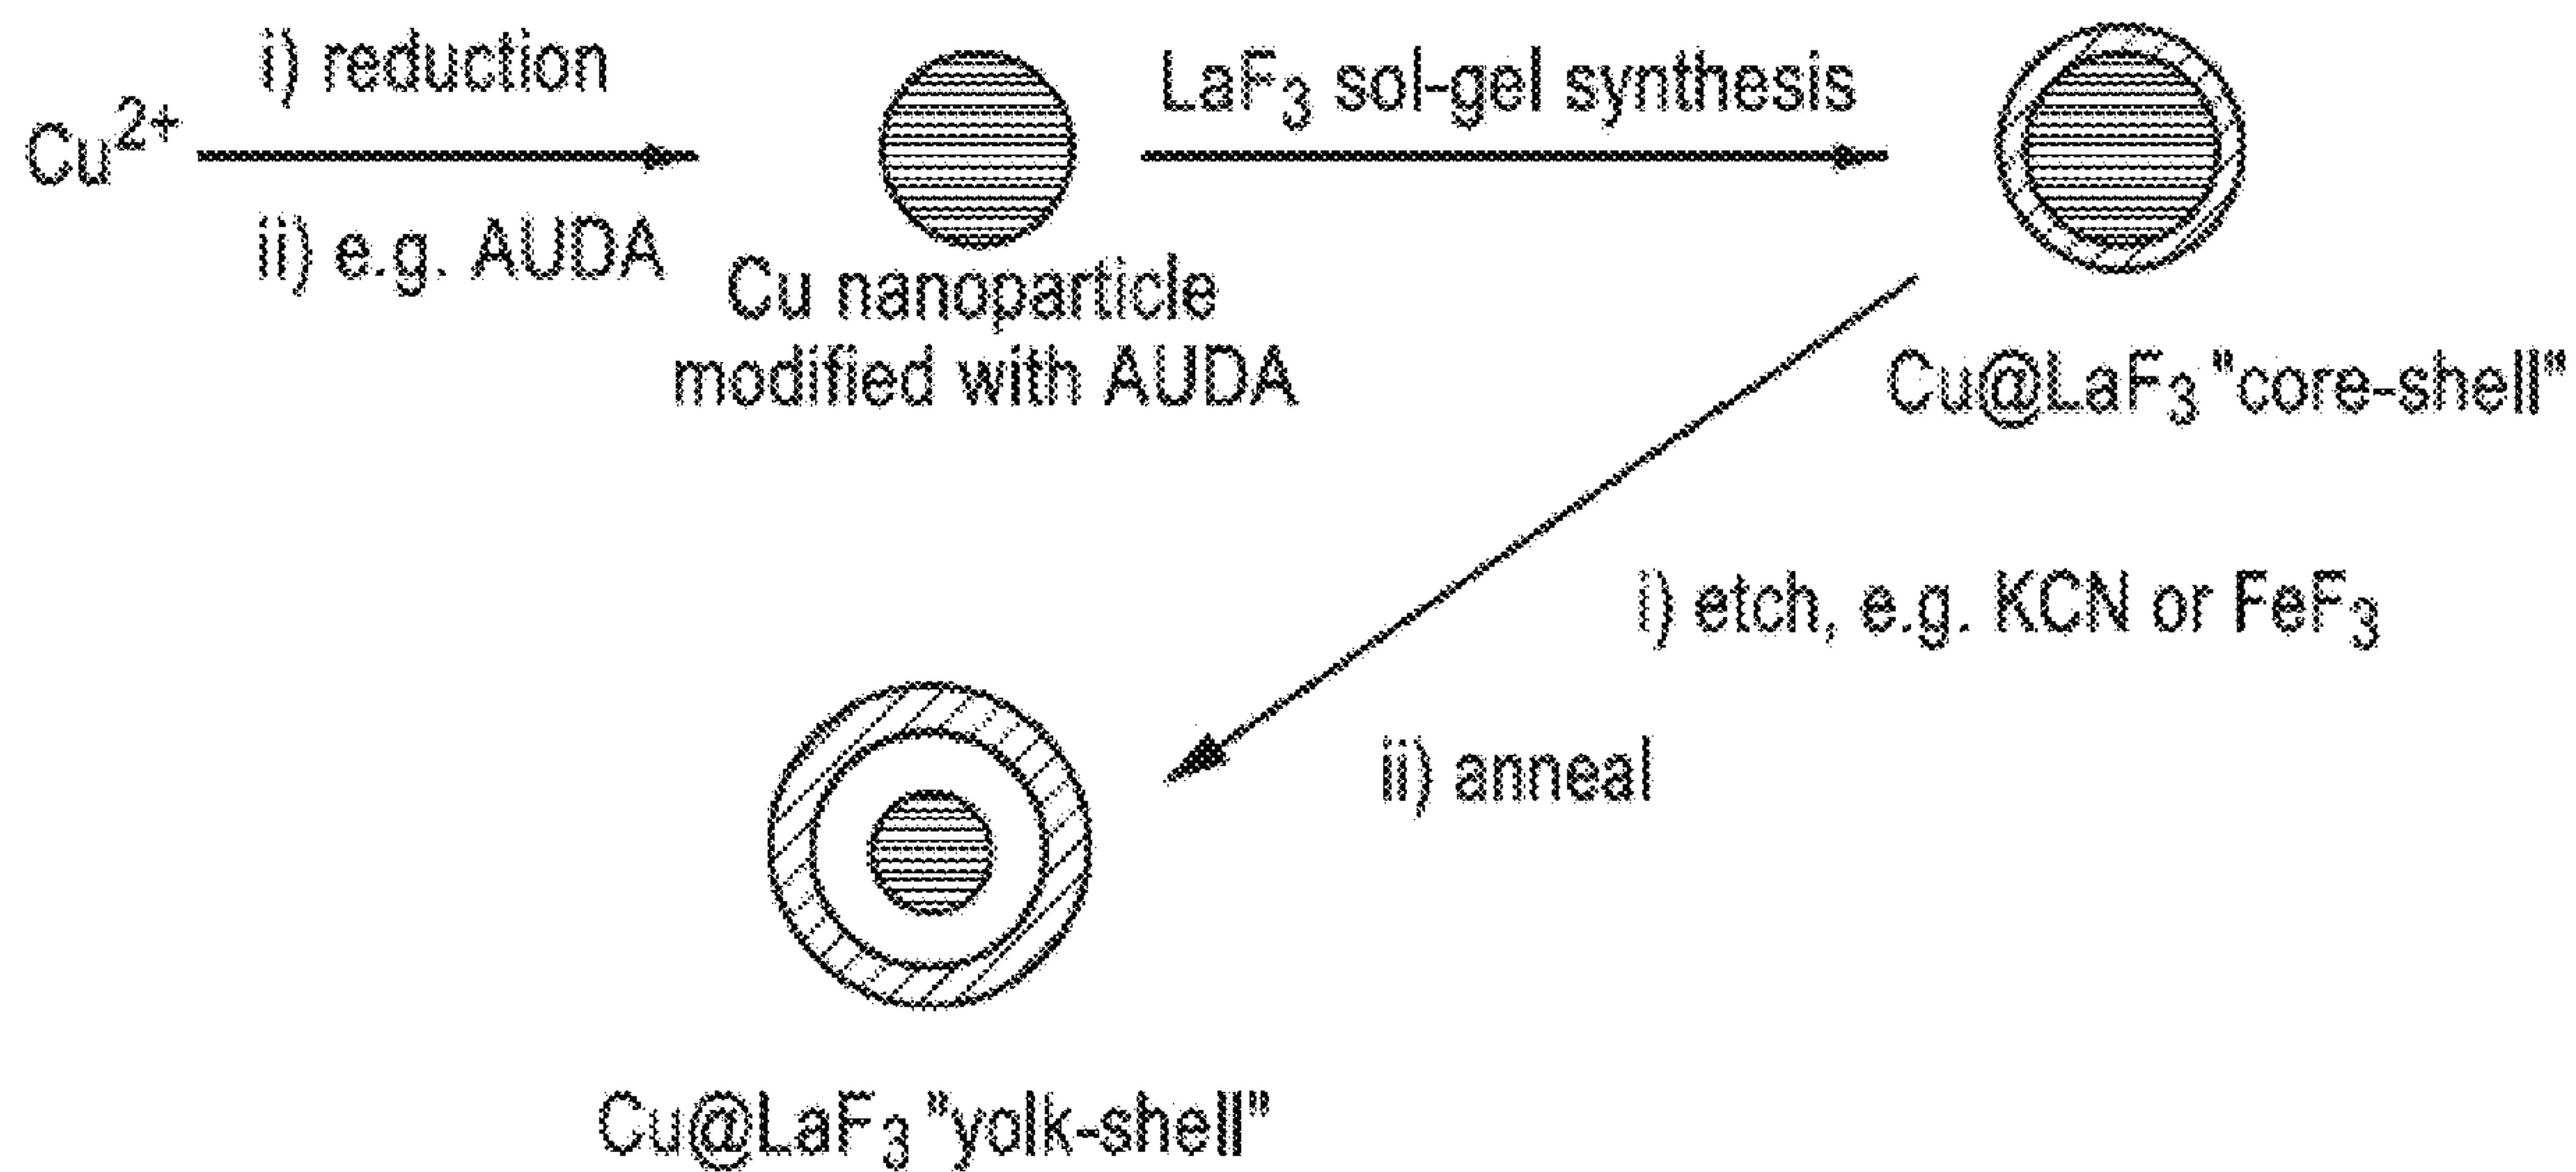 i) reduction
Cu²⁺
ii) e.g. AUDA
Cu nanoparticle
modified with AUDA
LaF₃ sol-gel synthesis
Cu@LaF₃ "core-shell"
i) etch, e.g. KCN or FeF₃
ii) anneal
Cu@LaF₃ "yolk-shell"